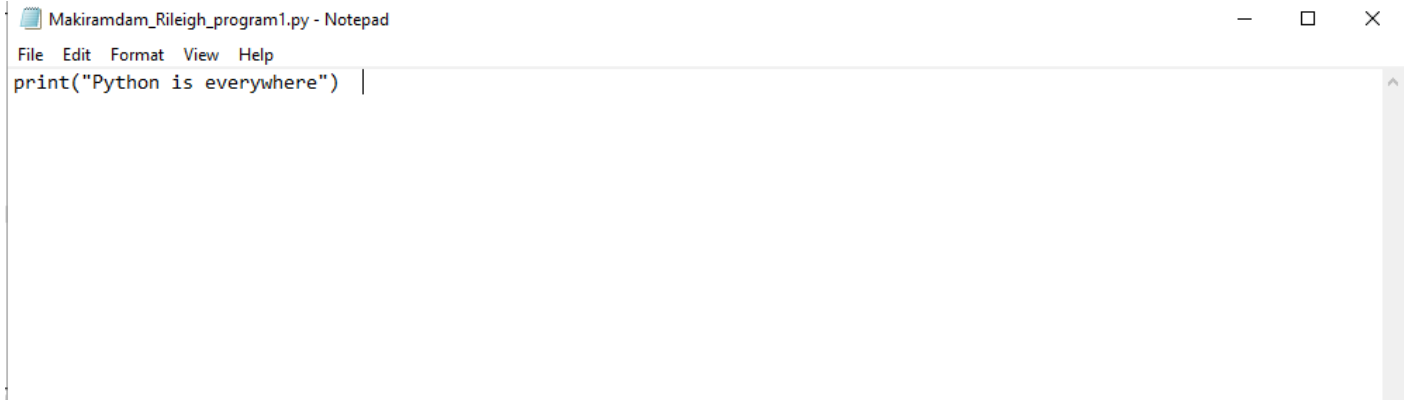 Makiramdam_Rileigh_program1.py - Notepad
File Edit Format View Help
print("Python is everywhere")